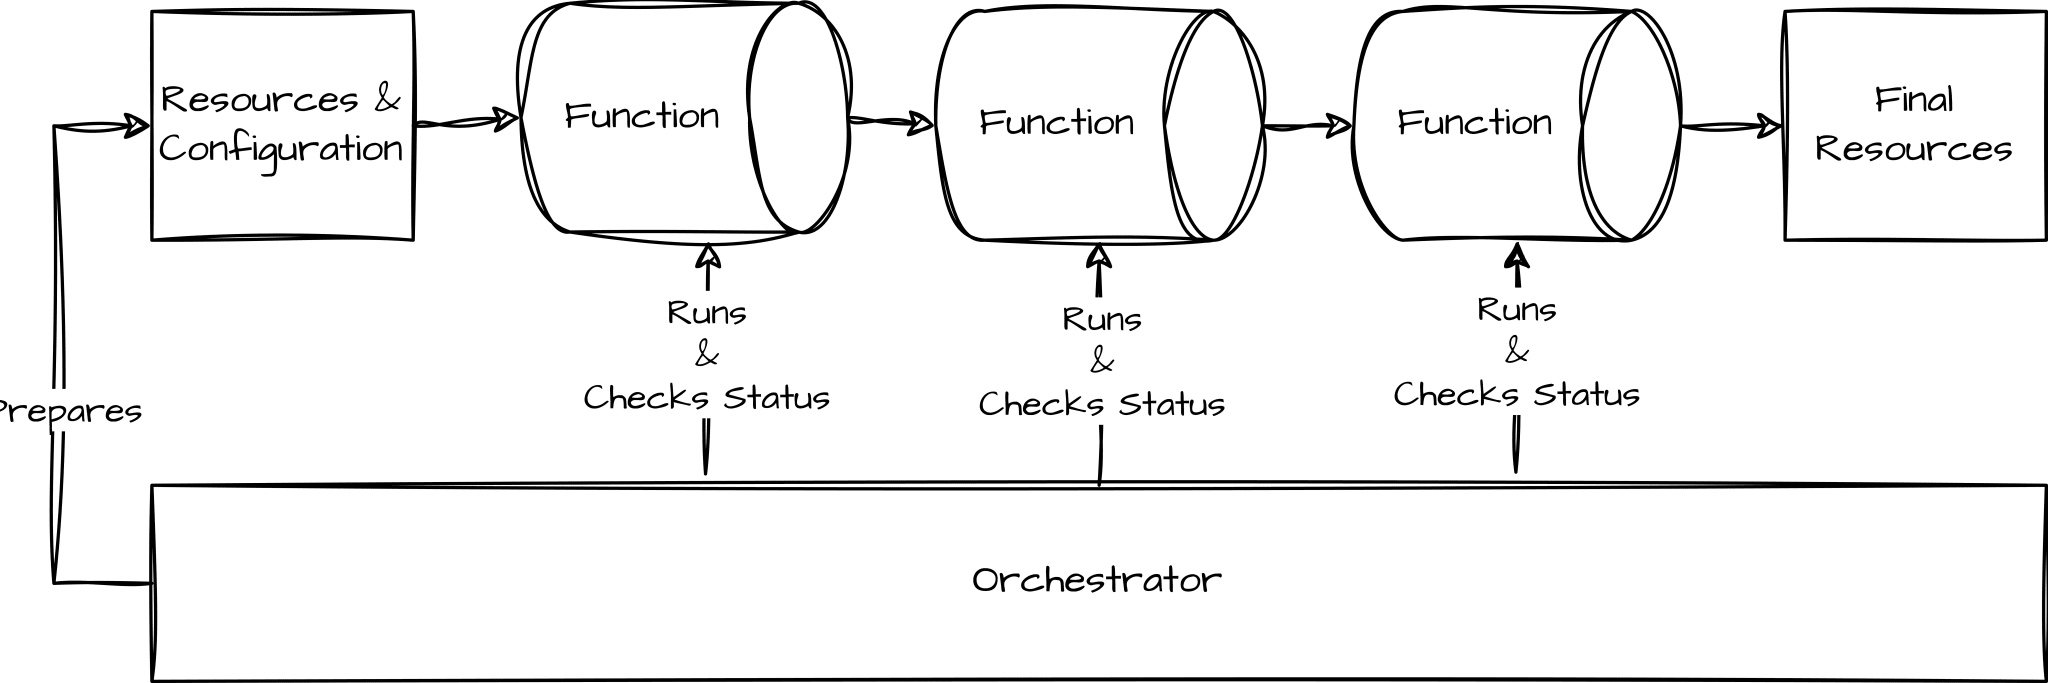 Resources &
Configuration
Function
Function
Function
Final
Resources
Runs
&
Checks Status
Runs
&
Checks Status
Runs
&
Checks Status
Prepares
Orchestrator